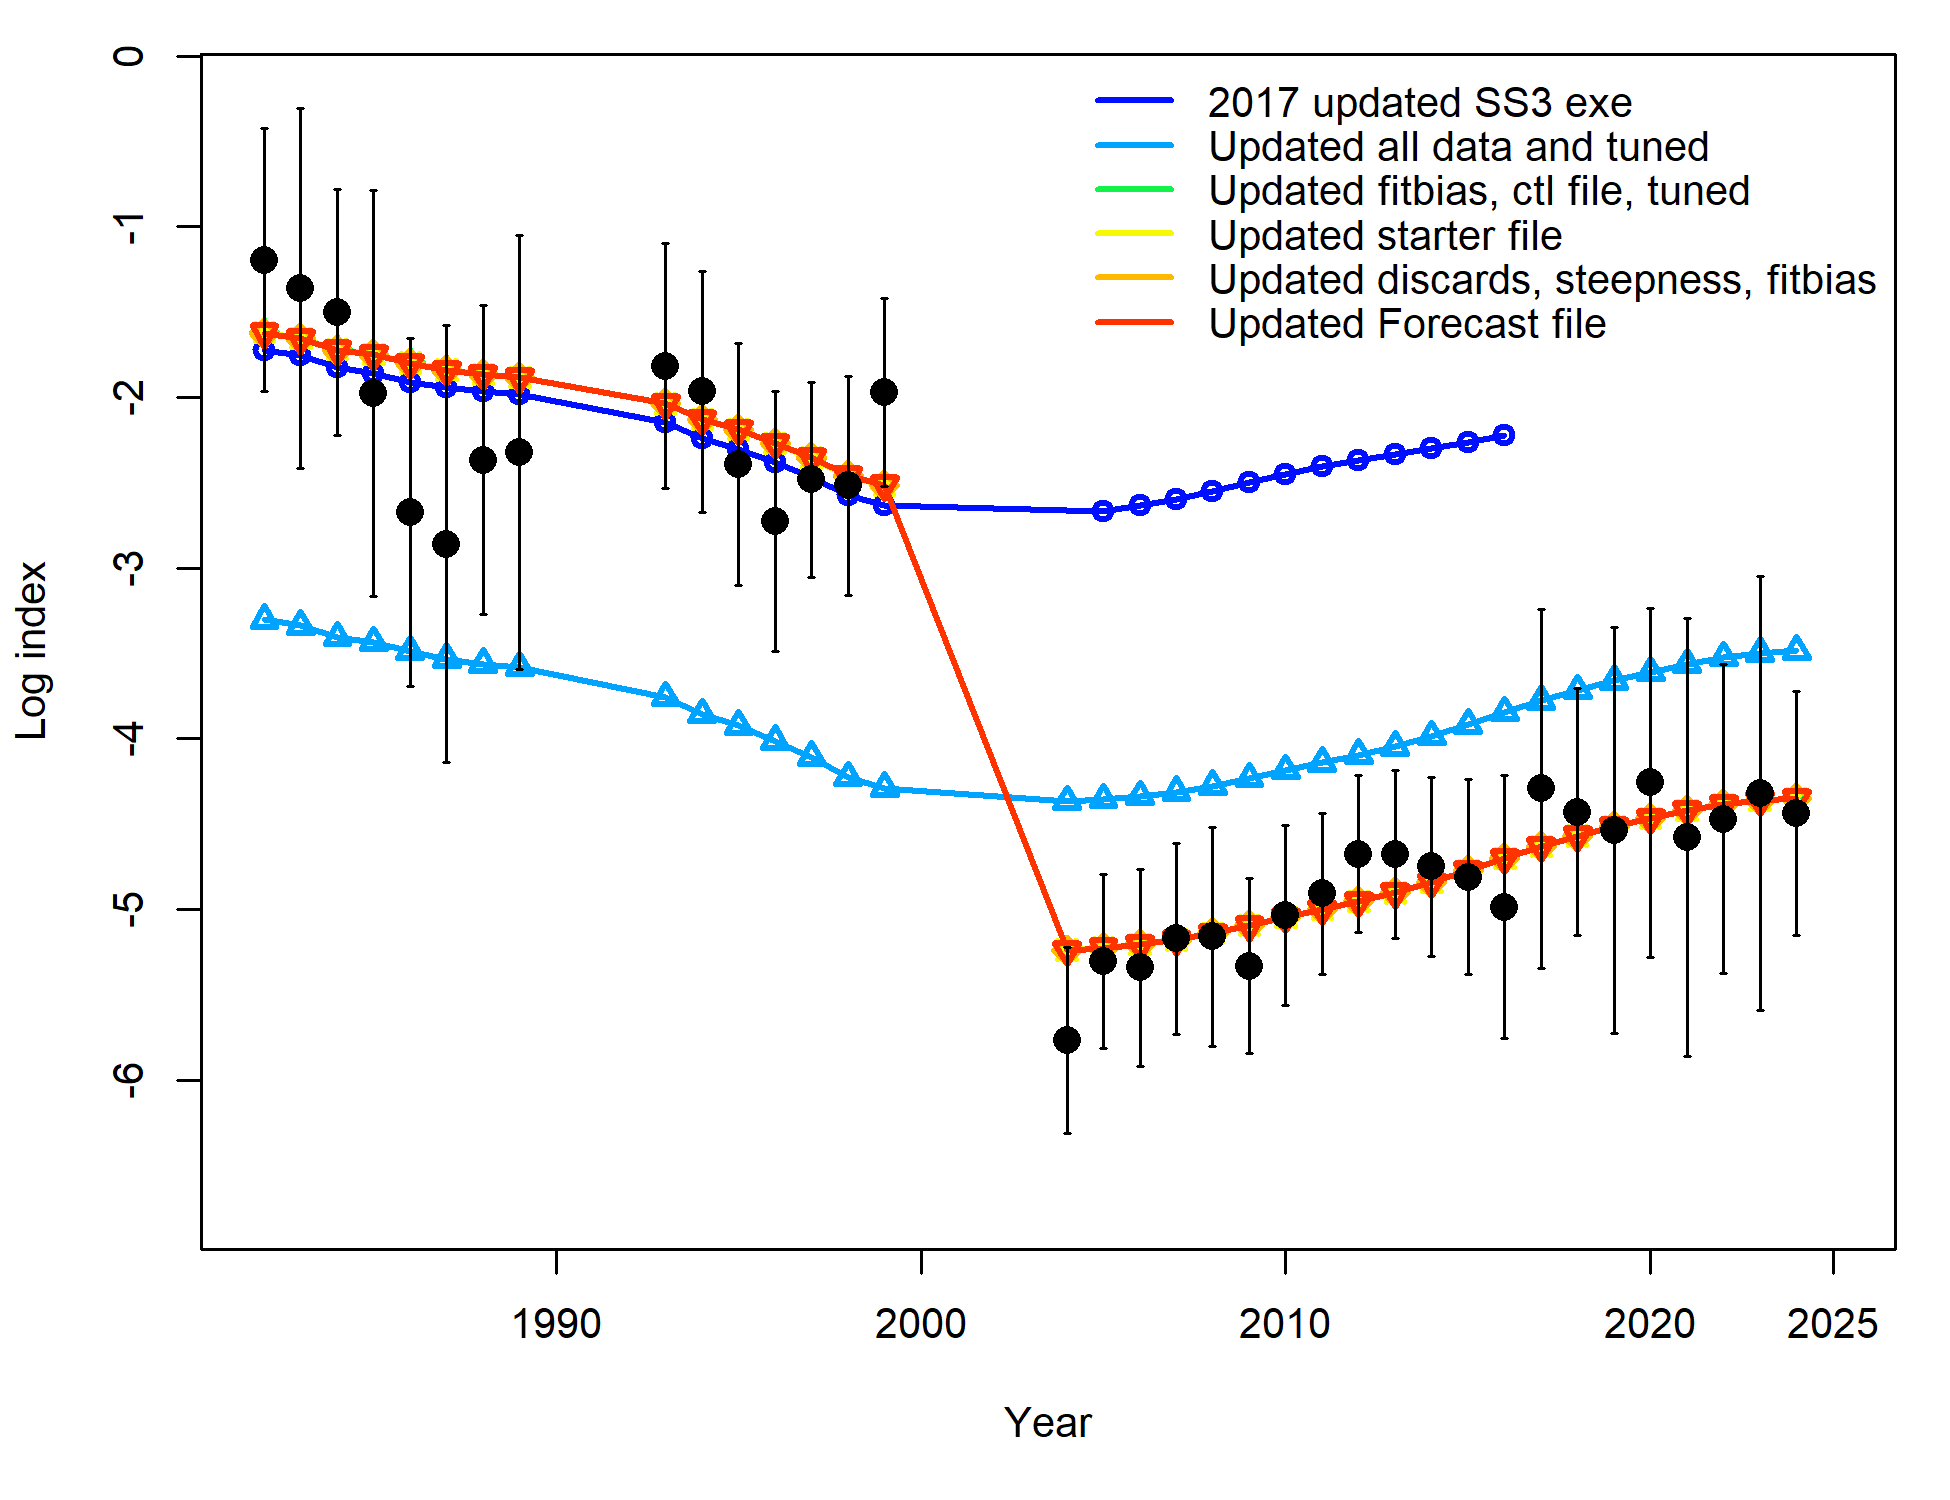 0
-1
-2
-3
-4
-5
-6
Log index
2017 updated SS3 exe
Updated all data and tuned
Updated fitbias, ctl file, tuned
Updated starter file
Updated discards, steepness, fitbias
Updated Forecast file
1990
2000
2010
2020
2025
Year